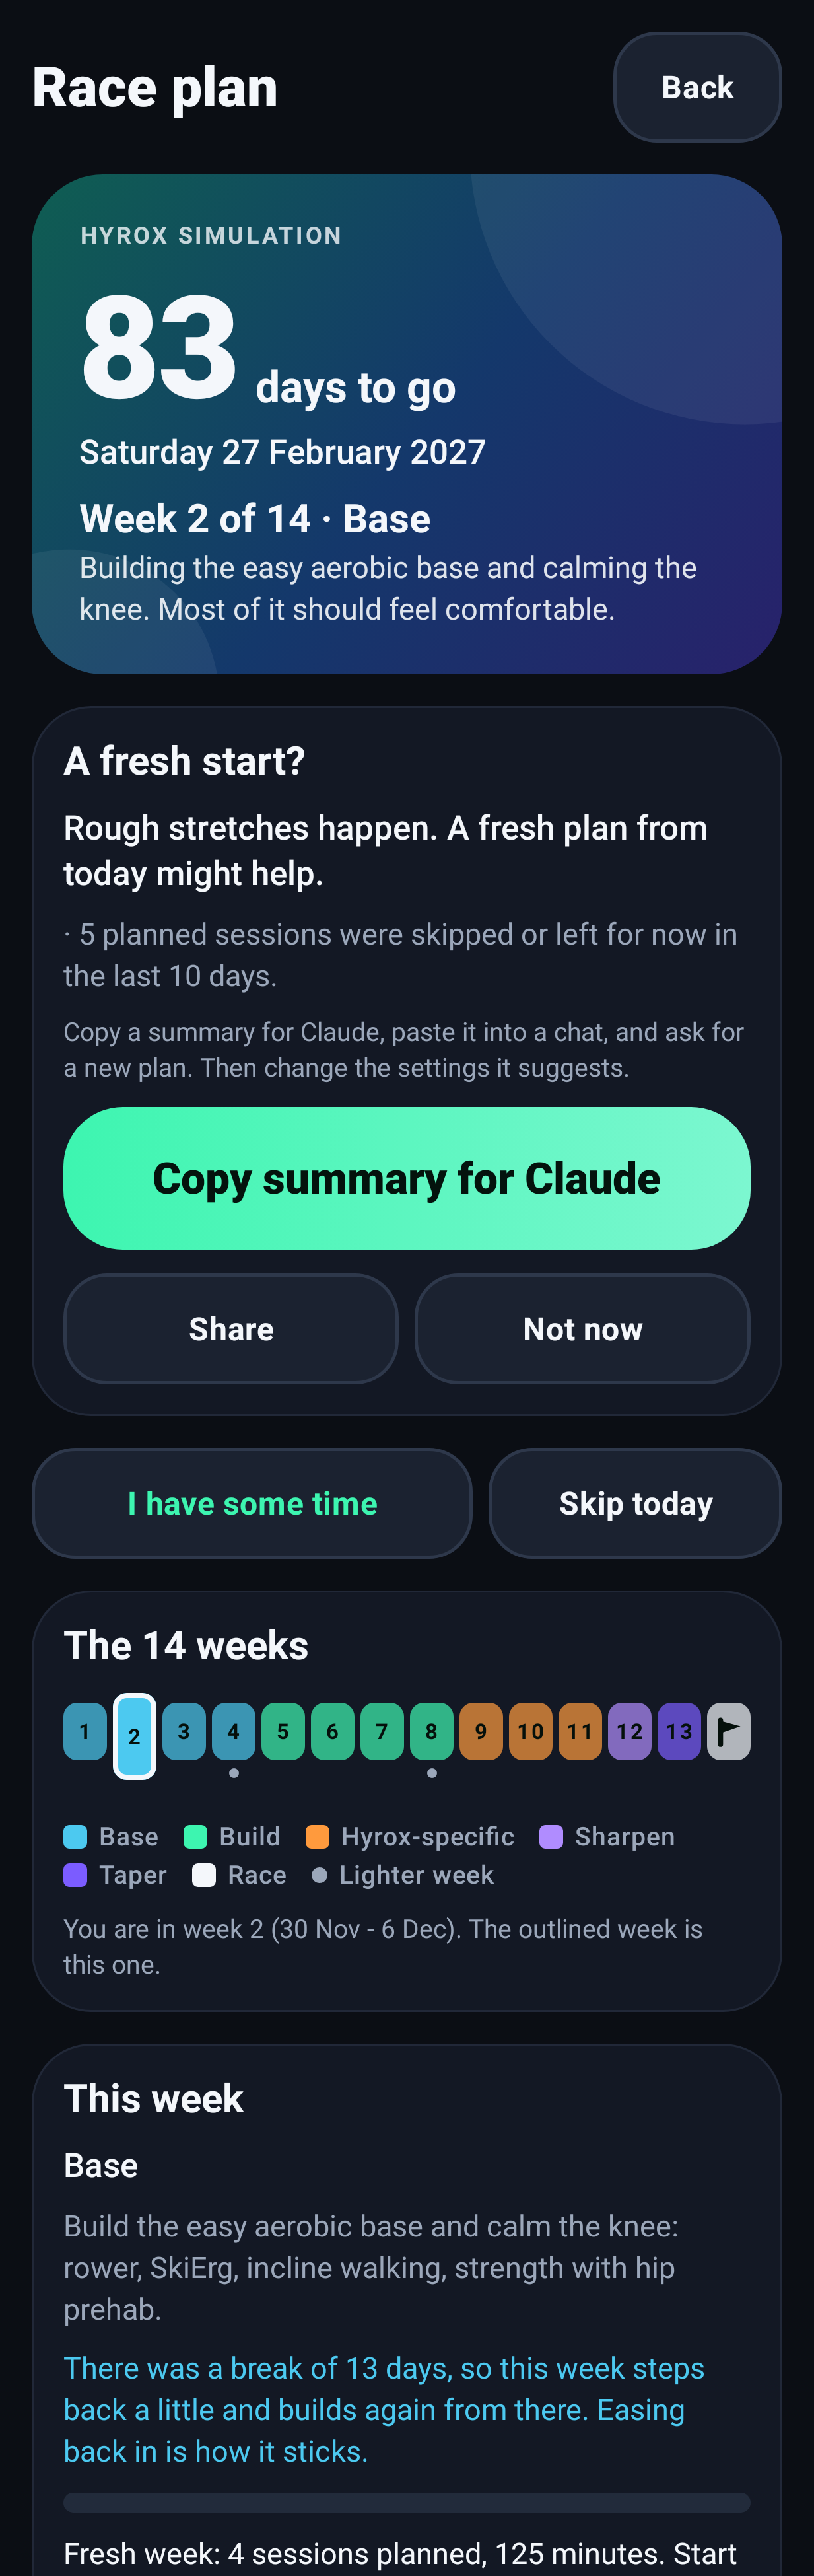 Race plan
Back
HYROX SIMULATION
83 days to go
Saturday 27 February 2027
Week 2 of 14 · Base
Building the easy aerobic base and calming the
knee. Most of it should feel comfortable.
A fresh start?
Rough stretches happen. A fresh plan from
today might help.
· 5 planned sessions were skipped or left for now in
the last 10 days.
Copy a summary for Claude, paste it into a chat, and ask for
a new plan. Then change the settings it suggests.
Copy summary for Claude
Share
Not now
I have some time
Skip today
The 14 weeks
1 2 3 4 5 6 7 8 9 10 11 12 13
Base Build Hyrox-specific Sharpen
Taper Race Lighter week
You are in week 2 (30 Nov - 6 Dec). The outlined week is
this one.
This week
Base
Build the easy aerobic base and calm the knee:
rower, SkiErg, incline walking, strength with hip
prehab.
There was a break of 13 days, so this week steps
back a little and builds again from there. Easing
back in is how it sticks.
Fresh week: 4 sessions planned, 125 minutes. Start